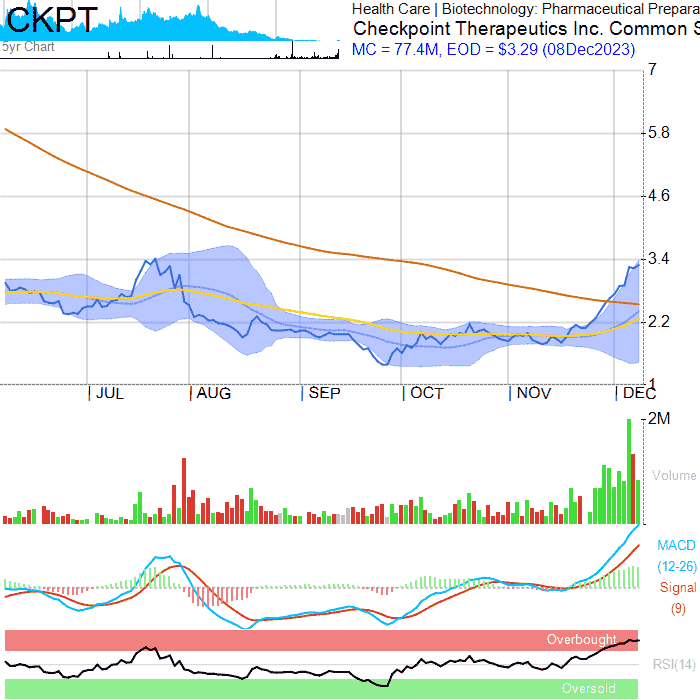 CKPT
5yr Chart
Health Care | Biotechnology: Pharmaceutical Prepara
Checkpoint Therapeutics Inc. Common S
MC = 77.4M, EOD = $3.29 (08Dec2023)
7
5.8
4.6
3.4
2.2
1
JUL AUG SEP OCT NOV DEC
2M
Volume
MACD
(12-26)
Signal
(9)
Overbought
RSI(14)
Oversold